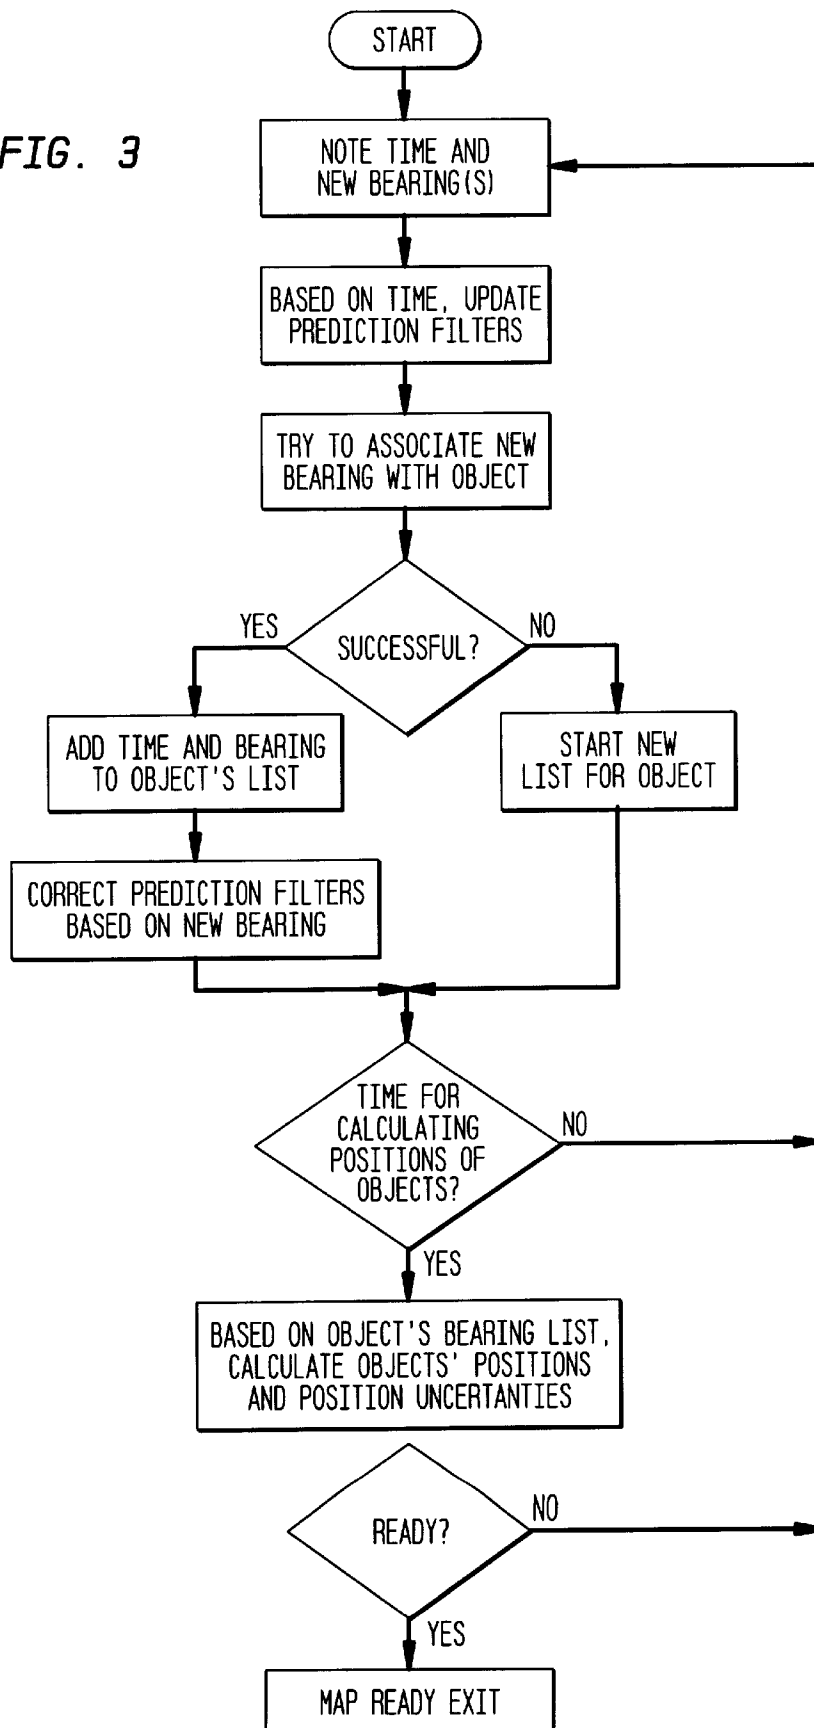 START
FIG. 3
NOTE TIME AND
NEW BEARING(S)
BASED ON TIME, UPDATE
PREDICTION FILTERS
TRY TO ASSOCIATE NEW
BEARING WITH OBJECT
YES
SUCCESSFUL?
NO
ADD TIME AND BEARING
TO OBJECT'S LIST
START NEW
LIST FOR OBJECT
CORRECT PREDICTION FILTERS
BASED ON NEW BEARING
TIME FOR
CALCULATING
POSITIONS OF
OBJECTS?
NO
YES
BASED ON OBJECT'S BEARING LIST,
CALCULATE OBJECTS' POSITIONS
AND POSITION UNCERTANTIES
READY?
NO
YES
MAP READY EXIT